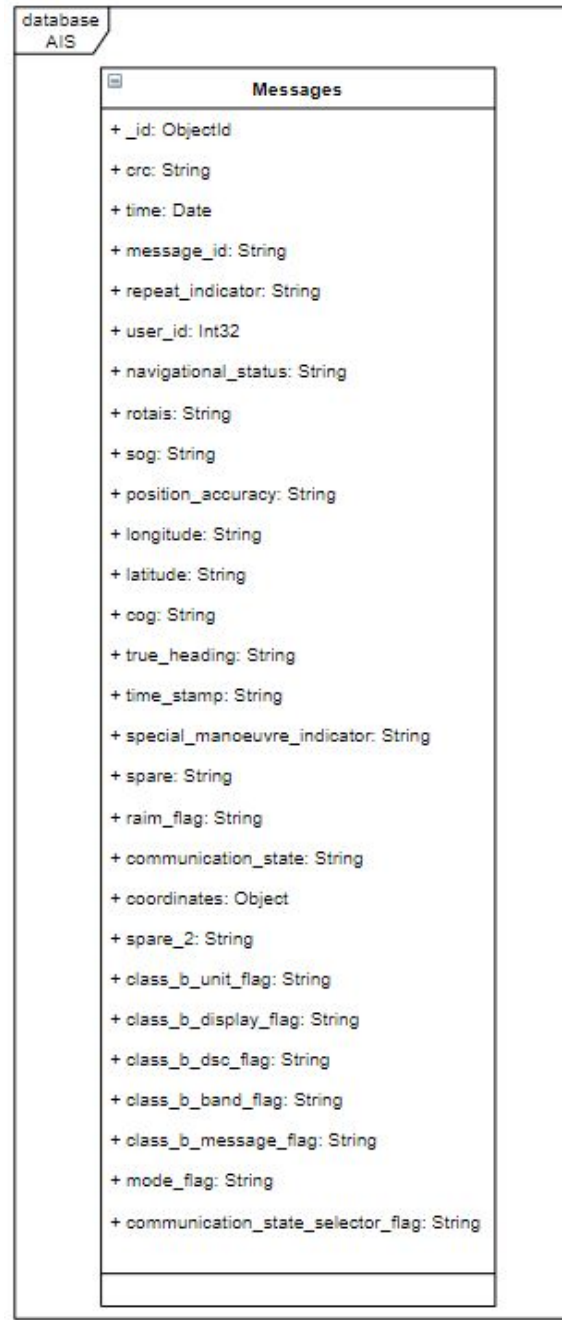 database
AIS
Messages
+ _id: ObjectId
+ crc: String
+ time: Date
+ message_id: String
+ repeat_indicator: String
+ user_id: Int32
+ navigational_status: String
+ rotais: String
+ sog: String
+ position_accuracy: String
+ longitude: String
+ latitude: String
+ cog: String
+ true_heading: String
+ time_stamp: String
+ special_manoeuvre_indicator: String
+ spare: String
+ raim_flag: String
+ communication_state: String
+ coordinates: Object
+ spare_2: String
+ class_b_unit_flag: String
+ class_b_display_flag: String
+ class_b_dsc_flag: String
+ class_b_band_flag: String
+ class_b_message_flag: String
+ mode_flag: String
+ communication_state_selector_flag: String